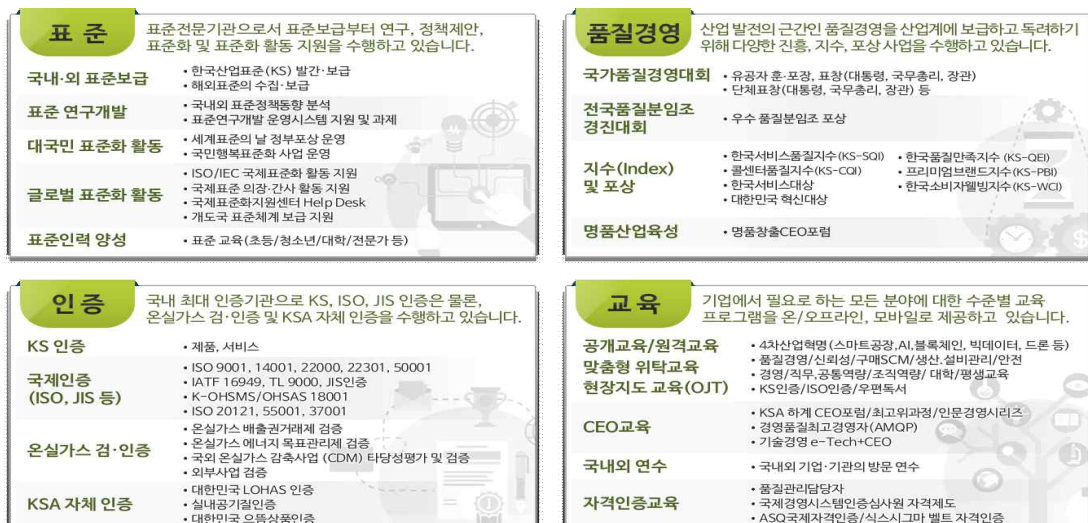 표 준
표준전문기관으로서 표준보급부터 연구, 정책제안,
표준화 및 표준화 활동 지원을 수행하고 있습니다.
국내·외 표준보급
• 한국산업표준(KS) 발간·보급
• 해외표준의 수집·보급
표준 연구개발
• 국내외 표준정책동향 분석
• 표준연구개발 운영시스템 지원 및 과제
대국민 표준화 활동
• 세계표준의 날 정부포상 운영
• 국민행복표준화 사업 운영
글로벌 표준화 활동
• ISO/IEC 국제표준화 활동 지원
• 국제표준 의장·간사 활동 지원
• 국제표준화지원센터 Help Desk
• 개도국 표준체계 보급 지원
표준인력 양성
• 표준 교육(초등/청소년/대학/전문가 등)
품질경영
산업 발전의 근간인 품질경영을 산업계에 보급하고 독려하기
위해 다양한 진흥, 지수, 포상 사업을 수행하고 있습니다.
국가품질경영대회
• 유공자 훈·포장, 표창(대통령, 국무총리, 장관)
• 단체표창(대통령, 국무총리, 장관) 등
전국품질분임조
경진대회
• 우수 품질분임조 포상
지수(Index)
및 포상
• 한국서비스품질지수(KS-SQI)
• 콜센터품질지수(KS-CQI)
• 한국서비스대상
• 대한민국 혁신대상
• 한국품질만족지수 (KS-QEI)
• 프리미엄브랜드지수(KS-PBI)
• 한국소비자웰빙지수(KS-WCI)
명품산업육성
• 명품창출CEO포럼
인 증
국내 최대 인증기관으로 KS, ISO, JIS 인증은 물론,
온실가스 검·인증 및 KSA 자체 인증을 수행하고 있습니다.
KS 인증
• 제품, 서비스
국제인증
(ISO, JIS 등)
• ISO 9001, 14001, 22000, 22301, 50001
• IATF 16949, TL 9000, JIS인증
• K-OHSMS/OHSAS 18001
• ISO 20121, 55001, 37001
온실가스 검·인증
• 온실가스 배출권거래제 검증
• 온실가스 에너지 목표관리제 검증
• 국외 온실가스 감축사업 (CDM) 타당성평가 및 검증
• 외부사업 검증
KSA 자체 인증
• 대한민국 LOHAS 인증
• 실내공기질인증
• 대한민국 으뜸상품인증
교 육
기업에서 필요로 하는 모든 분야에 대한 수준별 교육
프로그램을 온/오프라인, 모바일로 제공하고 있습니다.
공개교육/원격교육
맞춤형 위탁교육
현장지도 교육(OJT)
• 4차산업혁명(스마트공장,AI,블록체인, 빅데이터, 드론 등)
• 품질경영/신뢰성/구매SCM/생산.설비관리/안전
• 경영/직무,공통역량/조직역량/ 대학/평생교육
• KS인증/ISO인증/우편독서
CEO교육
• KSA 하계 CEO포럼/최고위과정/인문경영시리즈
• 경영품질최고경영자(AMQP)
• 기술경영 e-Tech+CEO
국내외 연수
• 국내외 기업·기관의 방문 연수
자격인증교육
• 품질관리담당자
• 국제경영시스템인증심사원 자격제도
• ASQ국제자격인증/식스시그마 벨트 자격인증